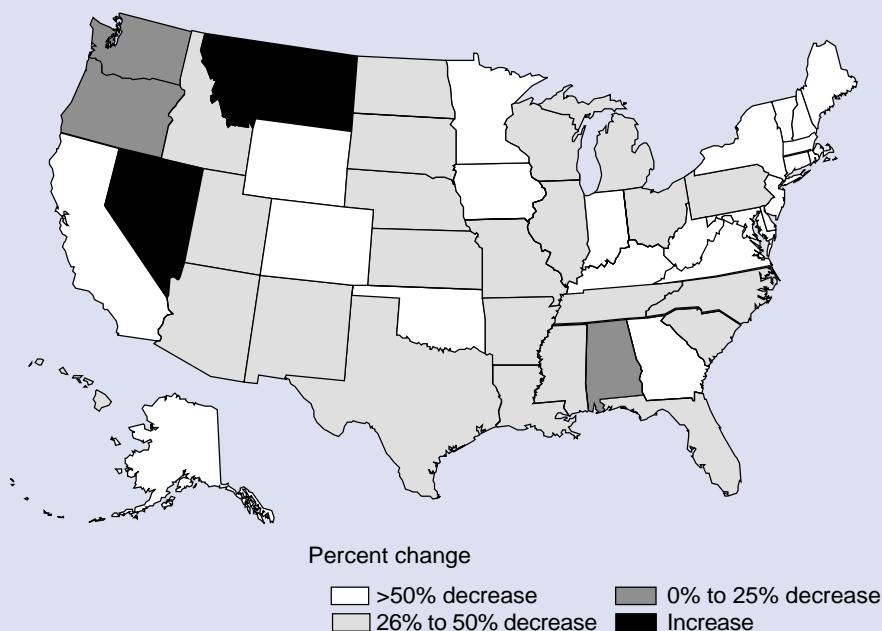 Percent change
>50% decrease
0% to 25% decrease
26% to 50% decrease
Increase